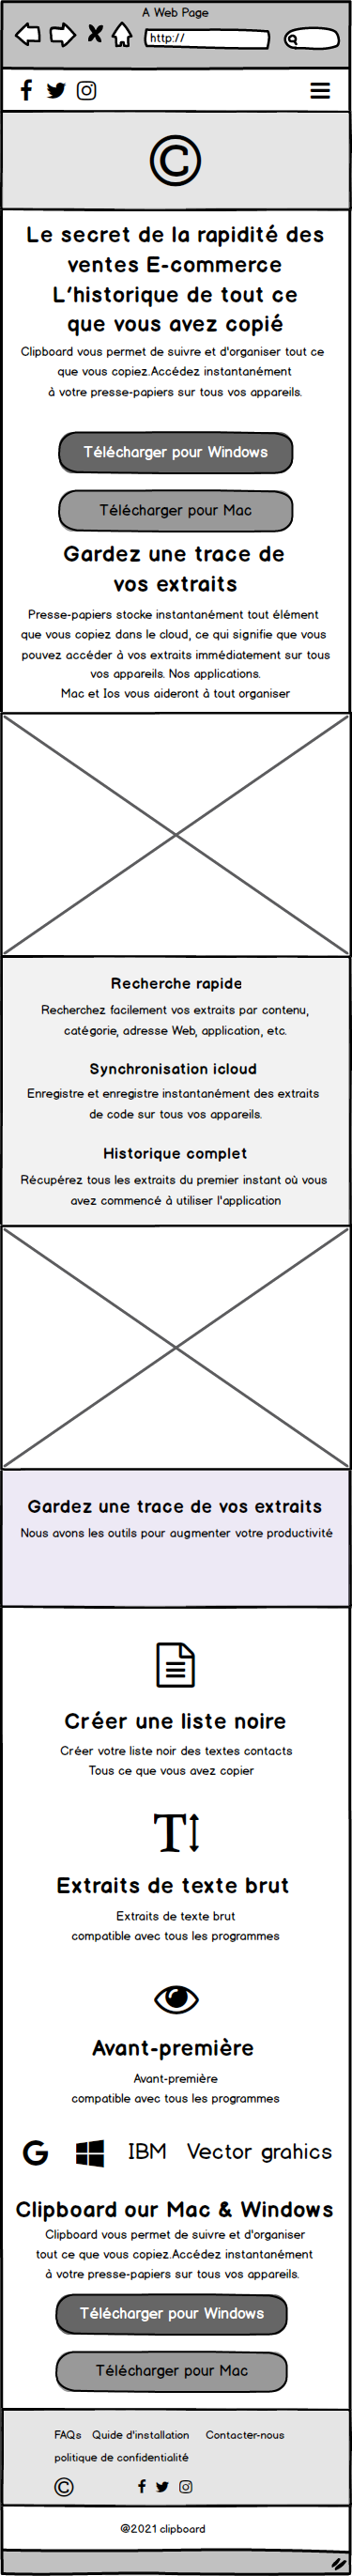 A Web Page
http://
©
Le secret de la rapidité des
ventes E-commerce
L'historique de tout ce
que vous avez copié
Clipboard vous permet de suivre et d'organiser tout ce
que vous copiez.Accédez instantanément
à votre presse-papiers sur tous vos appareils.
Télécharger pour Windows
Télécharger pour Mac
Gardez une trace de
vos extraits
Presse-papiers stocke instantanément tout élément
que vous copiez dans le cloud, ce qui signifie que vous
pouvez accéder à vos extraits immédiatement sur tous
vos appareils. Nos applications.
Mac et Ios vous aideront à tout organiser
Recherche rapide
Recherchez facilement vos extraits par contenu,
catégorie, adresse Web, application, etc.
Synchronisation icloud
Enregistre et enregistre instantanément des extraits
de code sur tous vos appareils.
Historique complet
Récupérez tous les extraits du premier instant où vous
avez commencé à utiliser l'application
Gardez une trace de vos extraits
Nous avons les outils pour augmenter votre productivité
Créer une liste noire
Créer votre liste noir des textes contacts
Tous ce que vous avez copier
T
Extraits de texte brut
Extraits de texte brut
compatible avec tous les programmes
Avant-première
Avant-première
compatible avec tous les programmes
G IBM Vector grahics
Clipboard our Mac & Windows
Clipboard vous permet de suivre et d'organiser
tout ce que vous copiez.Accédez instantanément
à votre presse-papiers sur tous vos appareils.
Télécharger pour Windows
Télécharger pour Mac
FAQs Quide d'installation Contacter-nous
politique de confidentialité
©
@2021 clipboard